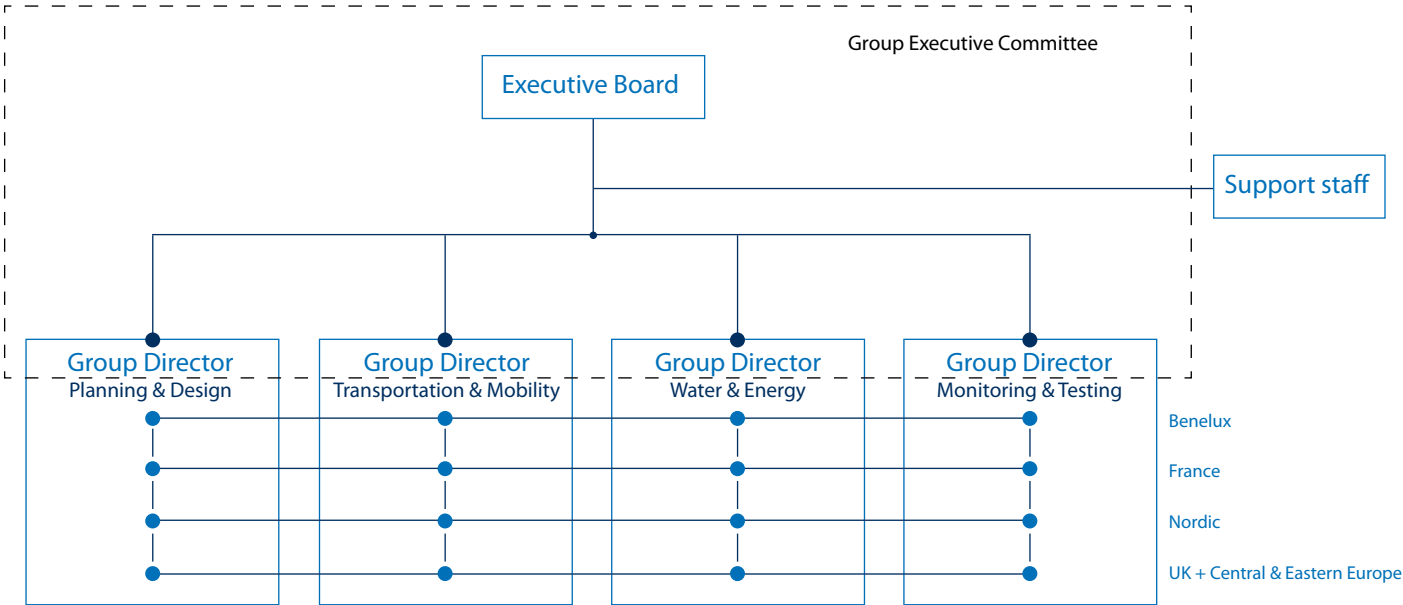 Group Executive Committee
Executive Board
Support staff
Group Director
Planning & Design
Group Director
Transportation & Mobility
Group Director
Water & Energy
Group Director
Monitoring & Testing
Benelux
France
Nordic
UK + Central & Eastern Europe